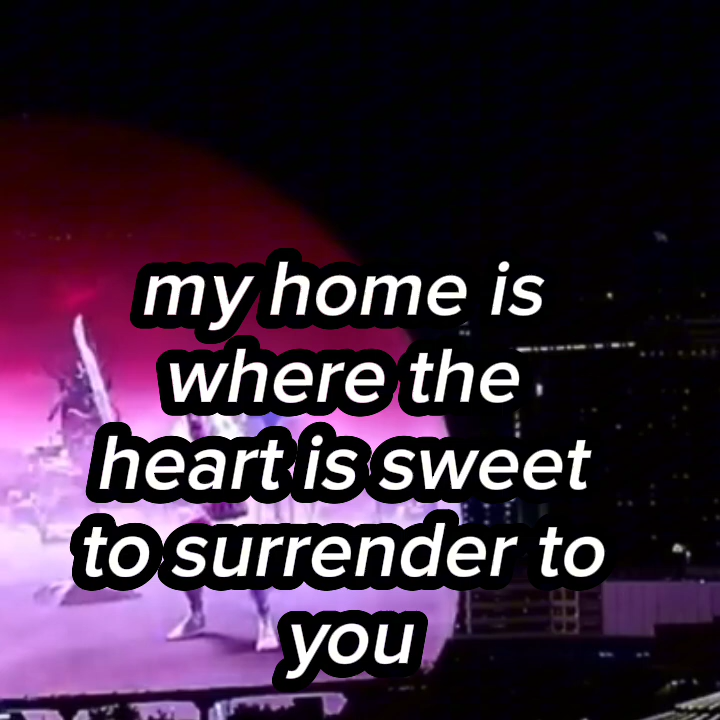 my home is
where the
heart is sweet
to surrender to
you